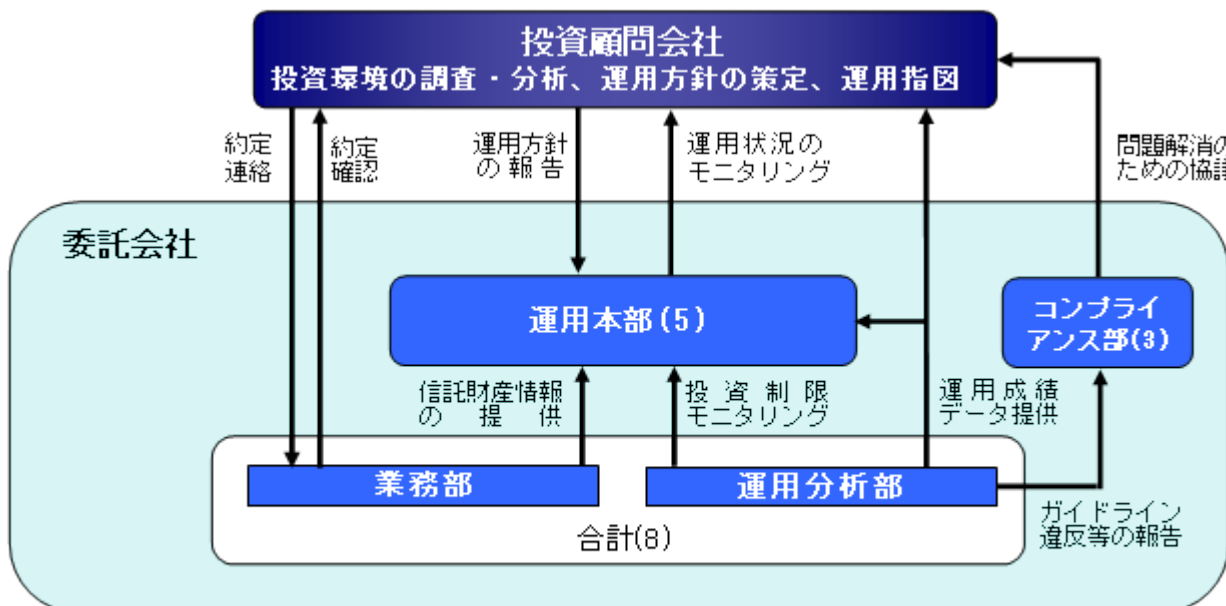 投資顧問会社
投資環境の調査・分析、運用方針の策定、運用指図
約定
連絡
約定
確認
運用方針
の報告
運用状況の
モニタリング
問題解消の
ための協議
委託会社
運用本部(5)
コンプライ
アンス部(3)
信託財産情報
の提供
投資制限
モニタリング
運用成績
データ提供
業務部
運用分析部
合計(8)
ガイドライン
違反等の報告